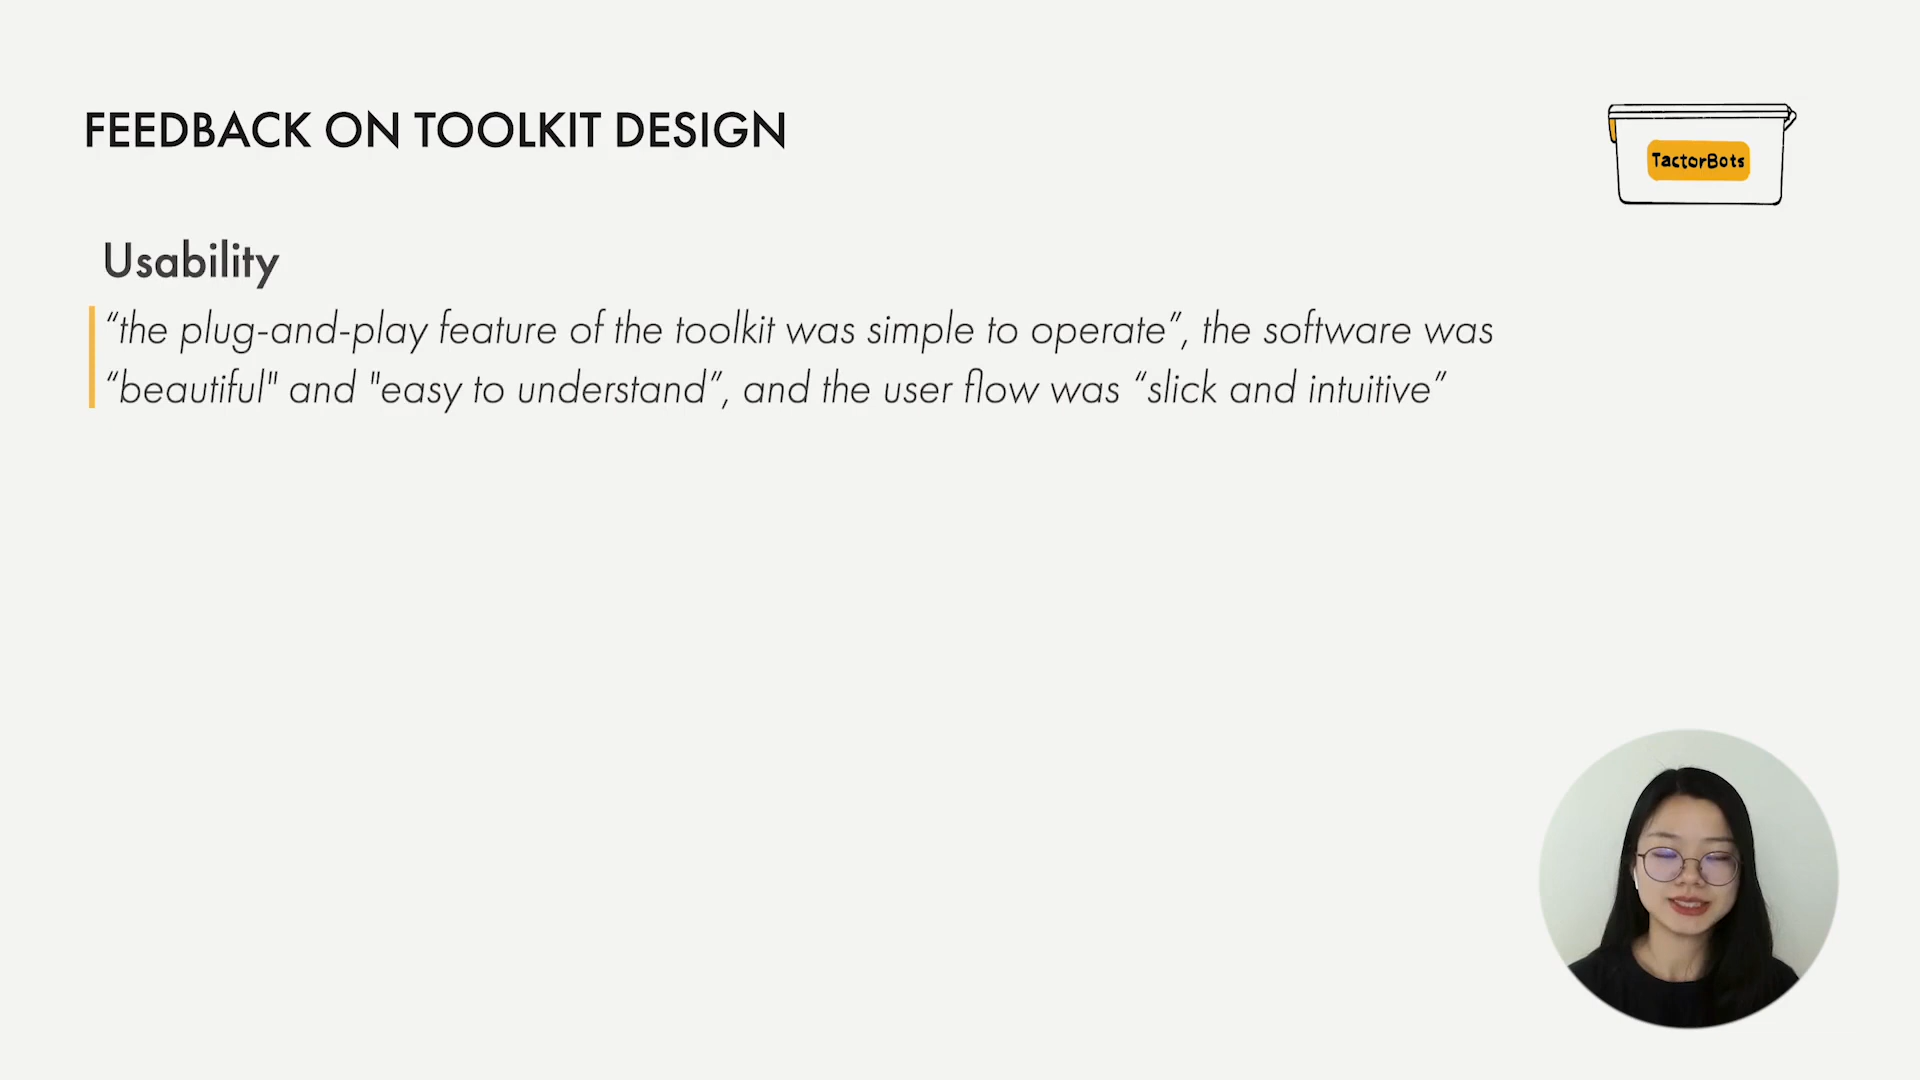 FEEDBACK ON TOOLKIT DESIGN
TactorBots
Usability
“the plug-and-play feature of the toolkit was simple to operate”, the software was
“beautiful" and "easy to understand”, and the user flow was “slick and intuitive”